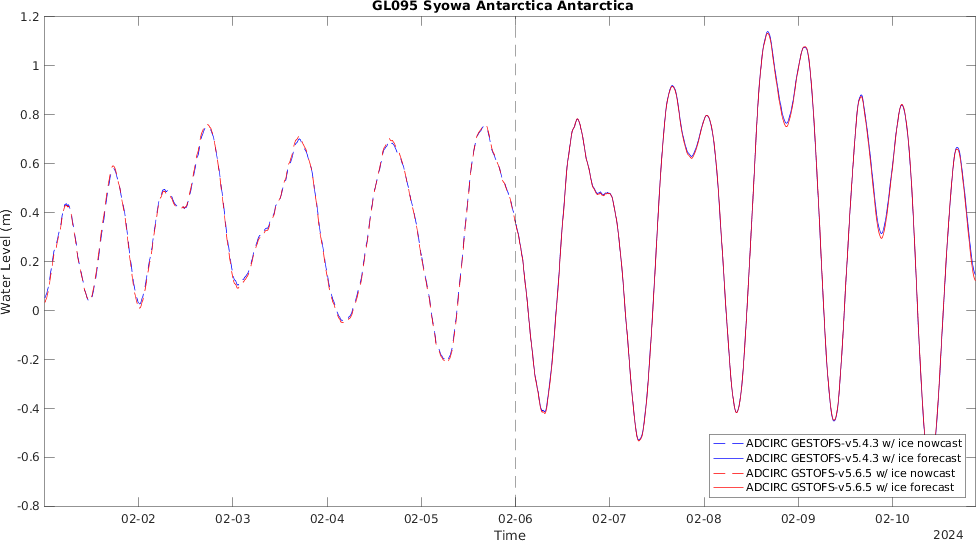 GL095 Syowa Antarctica Antarctica
1.2
1
0.8
0.6
0.4
0.2
0
-0.2
-0.4
-0.6
-0.8
Water Level (m)
ADCIRC GESTOFS-v5.4.3 w/ ice nowcast
ADCIRC GESTOFS-v5.4.3 w/ ice forecast
ADCIRC GSTOFS-v5.6.5 w/ ice nowcast
ADCIRC GSTOFS-v5.6.5 w/ ice forecast
02-02 02-03 02-04 02-05 02-06 02-07 02-08 02-09 02-10
Time
2024